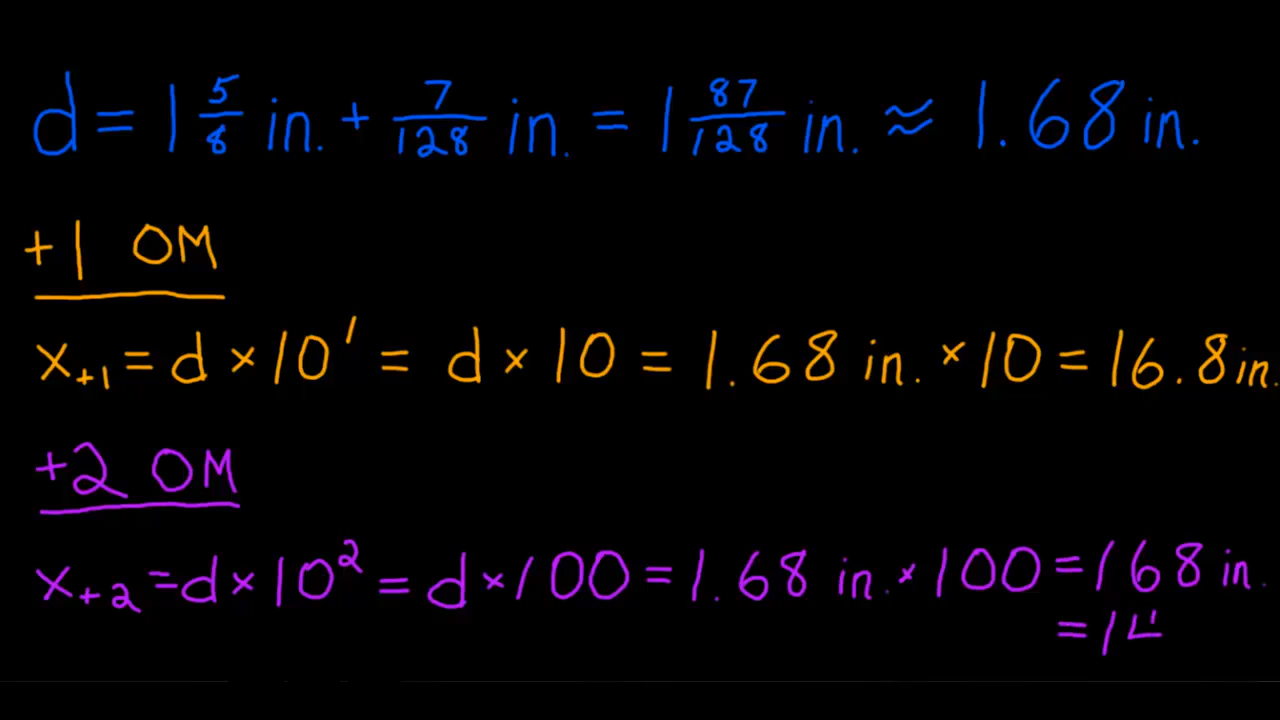 d = 1 5/8 in. + 7/128 in. = 1 87/128 in. ≈ 1.68 in.
+1 OM
x₊₁ = d × 10¹ = d × 10 = 1.68 in. × 10 = 16.8 in.
+2 OM
x₊₂ = d × 10² = d × 100 = 1.68 in. × 100 = 168 in.
= 14